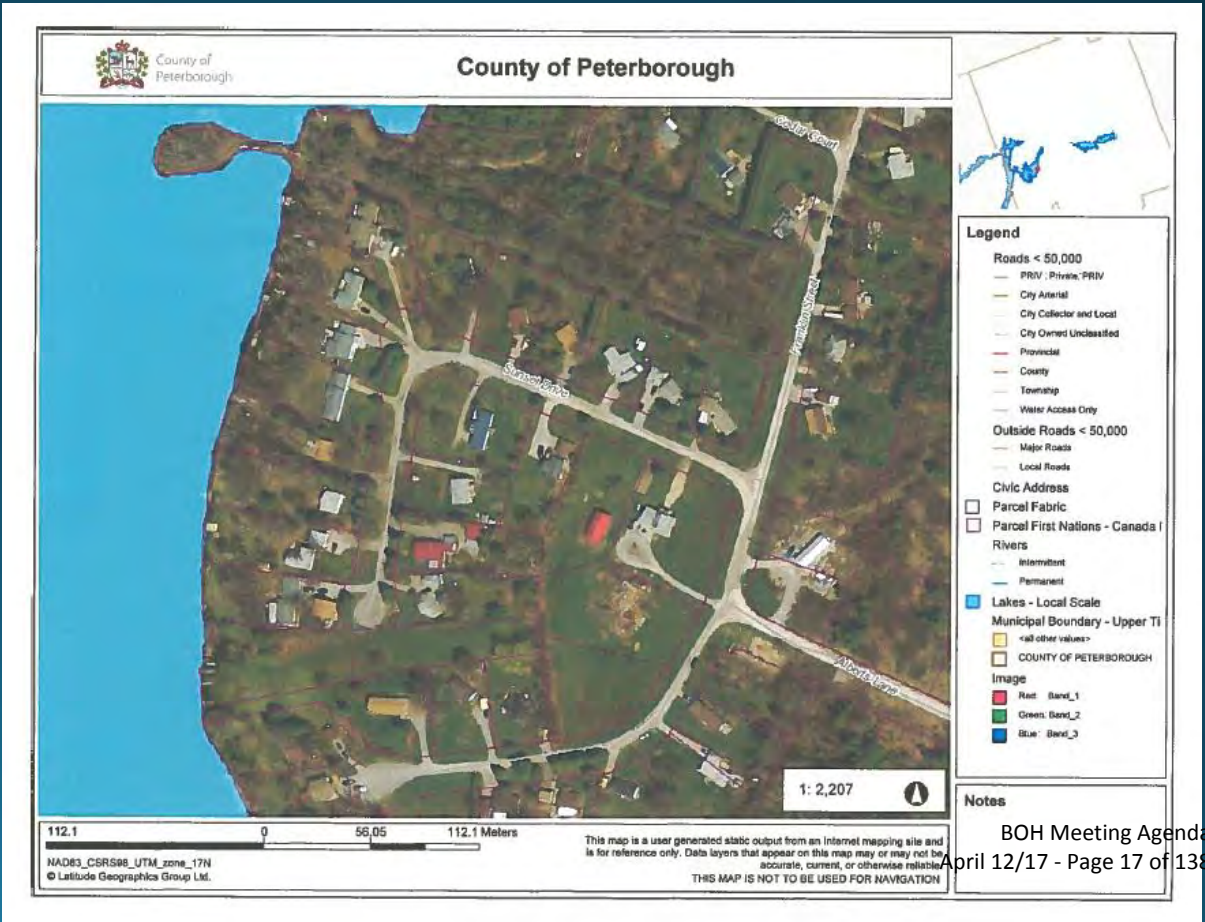 County of
Peterborough
County of Peterborough
Cedar Court
Franklin Street
Sunset Drive
Alberts Lane
1: 2,207
Legend
Roads < 50,000
PRIV ; Private; PRIV
City Arterial
City Collector and Local
City Owned Unclassified
Provincial
County
Township
Water Access Only
Outside Roads < 50,000
Major Roads
Local Roads
Civic Address
Parcel Fabric
Parcel First Nations - Canada l
Rivers
Intermittent
Permanent
Lakes - Local Scale
Municipal Boundary - Upper Ti
<all other values>
COUNTY OF PETERBOROUGH
Image
Red: Band_1
Green: Band_2
Blue: Band_3
Notes
112.1 0 56.05 112.1 Meters
NAD83_CSRS98_UTM_zone_17N
© Latitude Geographics Group Ltd.
This map is a user generated static output from an Internet mapping site and
is for reference only. Data layers that appear on this map may or may not be
accurate, current, or otherwise reliable.
THIS MAP IS NOT TO BE USED FOR NAVIGATION
BOH Meeting Agenda
April 12/17 - Page 17 of 138